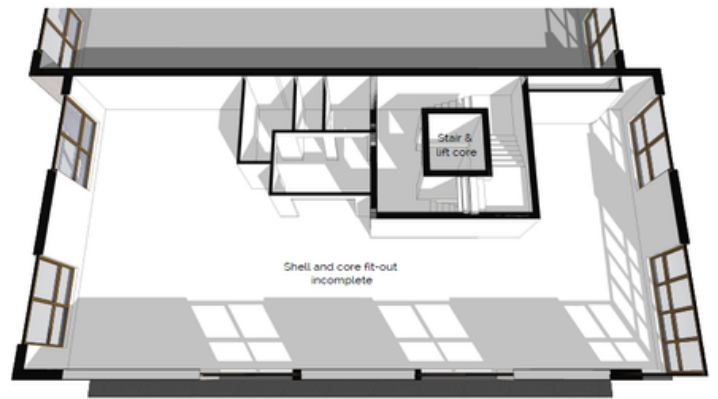 Stair &
lift core
Shell and core fit-out
incomplete